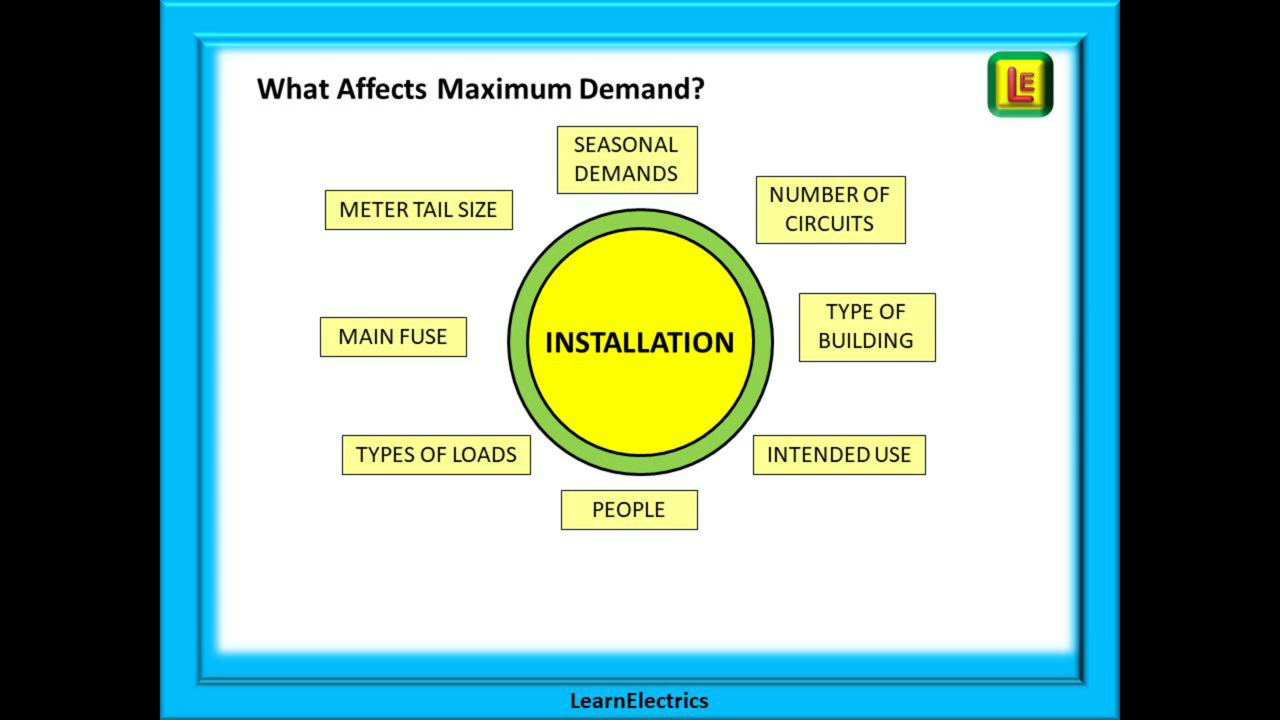 What Affects Maximum Demand?
LE
SEASONAL
DEMANDS
METER TAIL SIZE
NUMBER OF
CIRCUITS
MAIN FUSE
INSTALLATION
TYPE OF
BUILDING
TYPES OF LOADS
INTENDED USE
PEOPLE
LearnElectrics